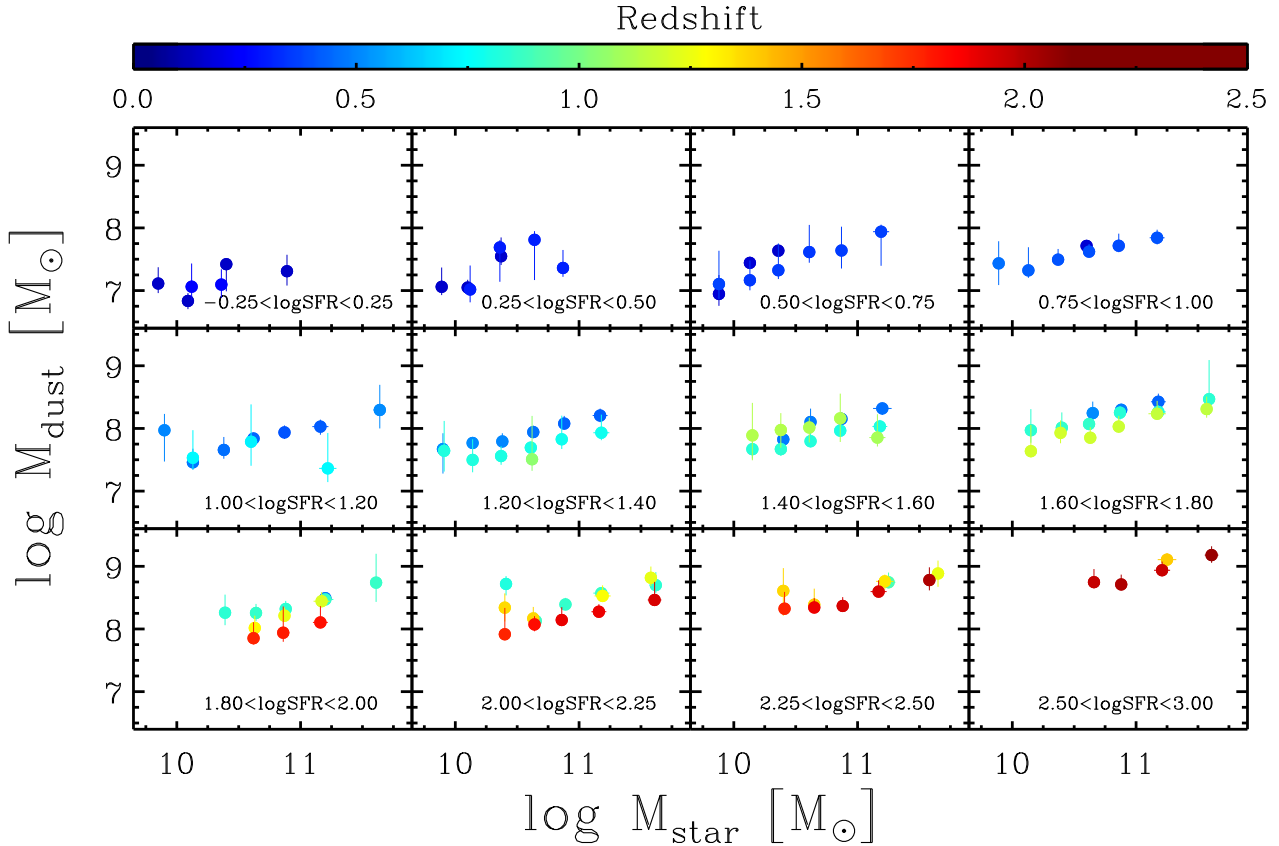 Redshift
0.0 0.5 1.0 1.5 2.0 2.5
9
8
7
−0.25<logSFR<0.25
0.25<logSFR<0.50
0.50<logSFR<0.75
0.75<logSFR<1.00
9
8
7
1.00<logSFR<1.20
1.20<logSFR<1.40
1.40<logSFR<1.60
1.60<logSFR<1.80
9
8
7
1.80<logSFR<2.00
2.00<logSFR<2.25
2.25<logSFR<2.50
2.50<logSFR<3.00
10 11 10 11 10 11 10 11
log M_dust [M_⊙]
log M_star [M_⊙]